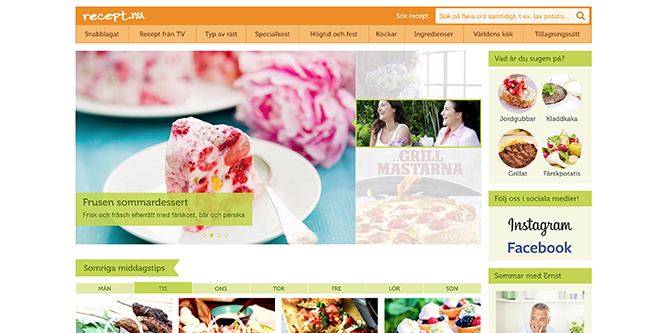 recept.nu
Sök recept
Sök på flera ord samtidigt, t.ex. lax potatis...
Snabblagat Recept från TV Typ av rätt Specialkost Högtid och fest Kockar Ingredienser Världens kök Tillagningssätt
GRILL
MÄSTARNA
Frusen sommardessert
Frisk och fräsch efterrätt med färskost, bär och persika
Vad är du sugen på?
Jordgubbar Kladdkaka
Grillat Färskpotatis
Följ oss i sociala medier!
Instagram
Facebook
Somriga middagstips
MÅN TIS ONS TOR FRE LÖR SÖN
Sommar med Ernst